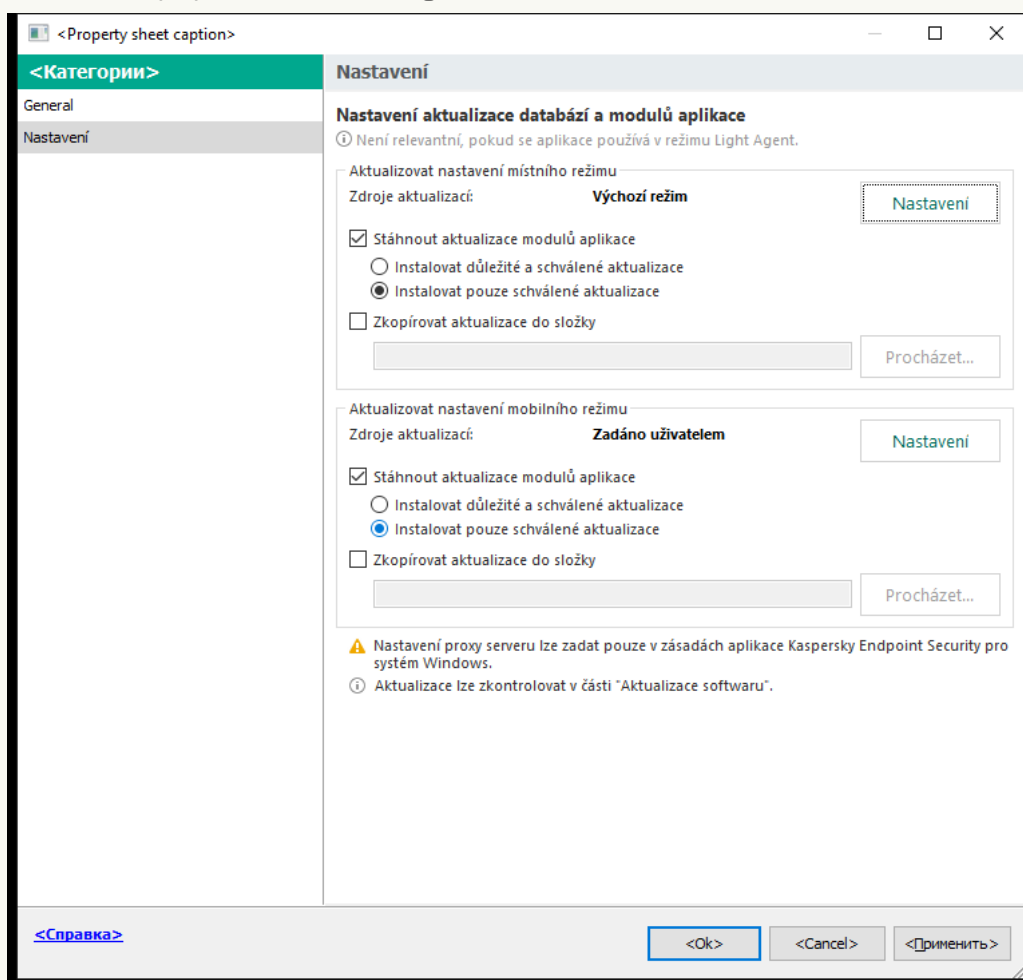 <Property sheet caption>
<Категории>
General
Nastavení
Nastavení
Nastavení aktualizace databází a modulů aplikace
Není relevantní, pokud se aplikace používá v režimu Light Agent.
Aktualizovat nastavení místního režimu
Zdroje aktualizací: Výchozí režim Nastavení
Stáhnout aktualizace modulů aplikace
Instalovat důležité a schválené aktualizace
Instalovat pouze schválené aktualizace
Zkopírovat aktualizace do složky
Procházet...
Aktualizovat nastavení mobilního režimu
Zdroje aktualizací: Zadáno uživatelem Nastavení
Stáhnout aktualizace modulů aplikace
Instalovat důležité a schválené aktualizace
Instalovat pouze schválené aktualizace
Zkopírovat aktualizace do složky
Procházet...
Nastavení proxy serveru lze zadat pouze v zásadách aplikace Kaspersky Endpoint Security pro
systém Windows.
Aktualizace lze zkontrolovat v části "Aktualizace softwaru".
<Справка>
<Ok> <Cancel> <Применить>